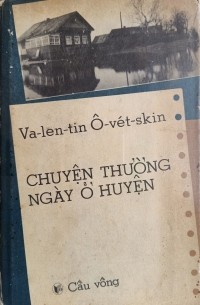 Va-len-tin Ô-vét-skin
CHUYỆN THƯỜNG
NGÀY Ở HUYỆN
Cầu vồng